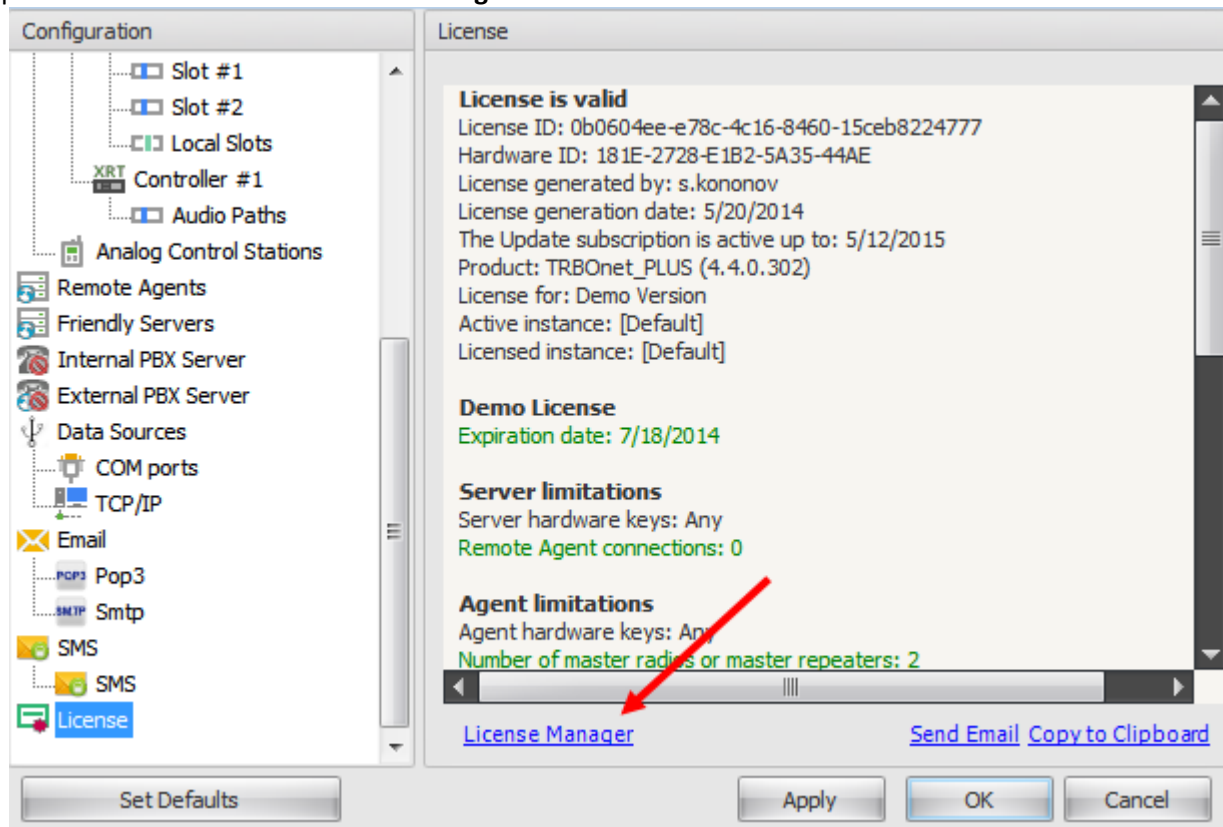 Configuration
Slot #1
Slot #2
Local Slots
XRT
Controller #1
Audio Paths
Analog Control Stations
Remote Agents
Friendly Servers
Internal PBX Server
External PBX Server
Data Sources
COM ports
TCP/IP
Email
POP3 Pop3
SMTP Smtp
SMS
SMS
License
Set Defaults
License
License is valid
License ID: 0b0604ee-e78c-4c16-8460-15ceb8224777
Hardware ID: 181E-2728-E1B2-5A35-44AE
License generated by: s.kononov
License generation date: 5/20/2014
The Update subscription is active up to: 5/12/2015
Product: TRBOnet_PLUS (4.4.0.302)
License for: Demo Version
Active instance: [Default]
Licensed instance: [Default]
Demo License
Expiration date: 7/18/2014
Server limitations
Server hardware keys: Any
Remote Agent connections: 0
Agent limitations
Agent hardware keys: Any
Number of master radios or master repeaters: 2
License Manager
Send Email Copy to Clipboard
Apply OK Cancel